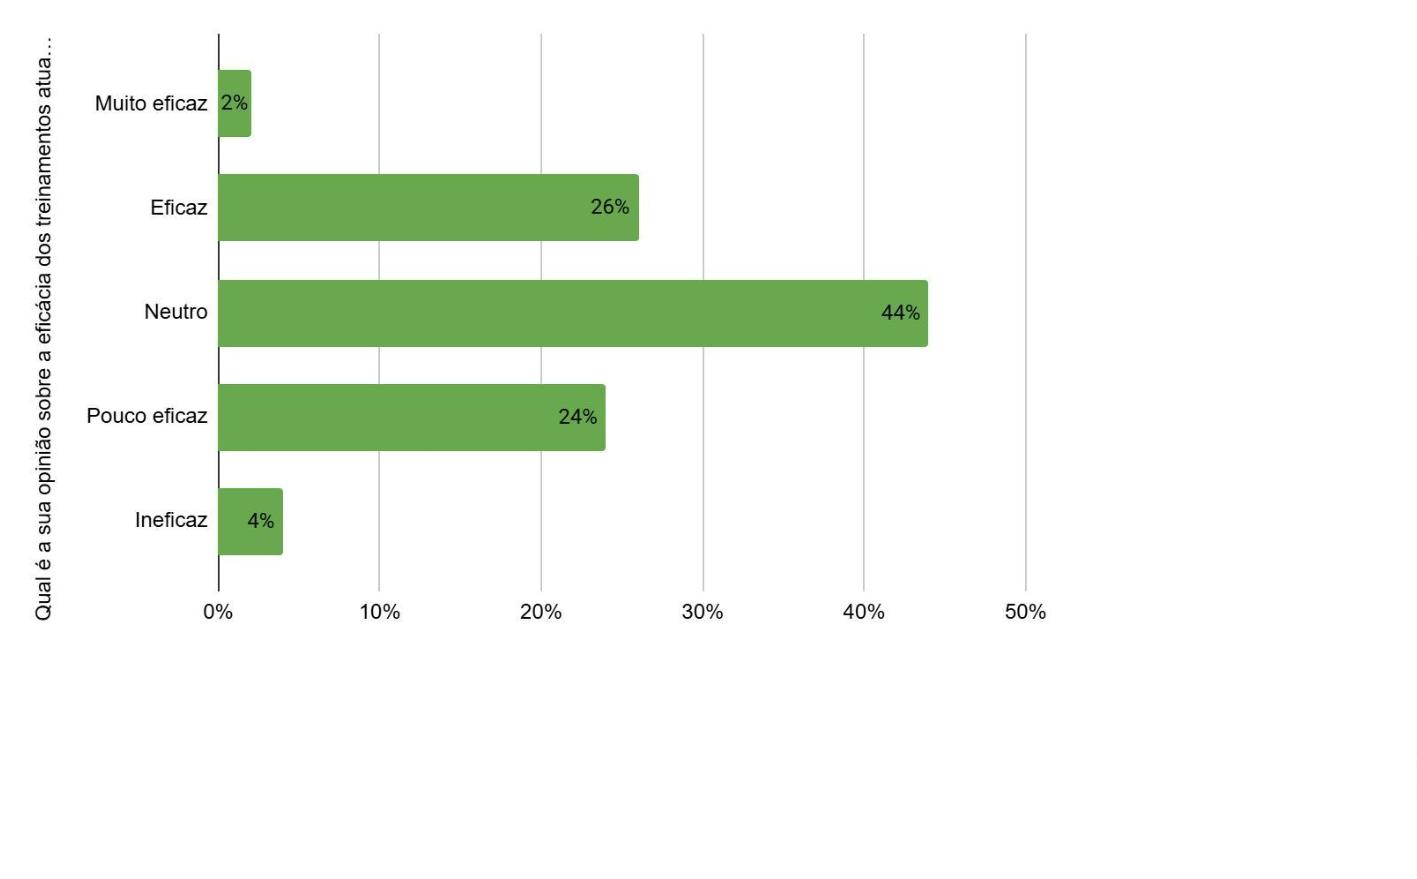 Qual é a sua opinião sobre a eficácia dos treinamentos atua...
Muito eficaz
2%
Eficaz
26%
Neutro
44%
Pouco eficaz
24%
Ineficaz
4%
0% 10% 20% 30% 40% 50%